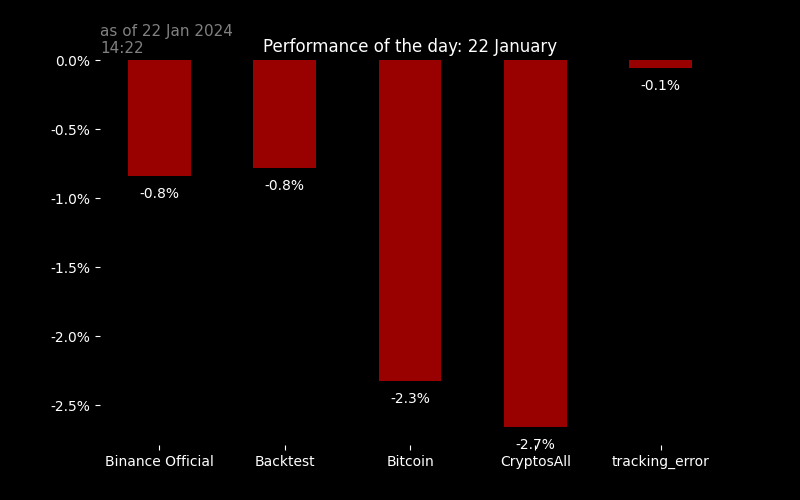 as of 22 Jan 2024
14:22
Performance of the day: 22 January
0.0%
-0.5%
-1.0%
-1.5%
-2.0%
-2.5%
-0.8%
-0.8%
-2.3%
-2.7%
-0.1%
Binance Official
Backtest
Bitcoin
CryptosAll
tracking_error